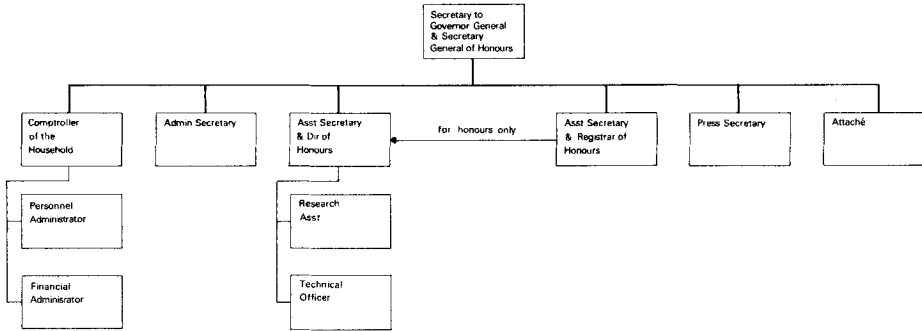 Secretary to
Governor General
& Secretary
General of Honours
Comptroller
of the
Household
Admin Secretary
Asst Secretary
& Dir of
Honours
for honours only
Asst Secretary
& Registrar of
Honours
Press Secretary
Attaché
Personnel
Administrator
Research
Asst
Financial
Adminisrator
Technical
Officer